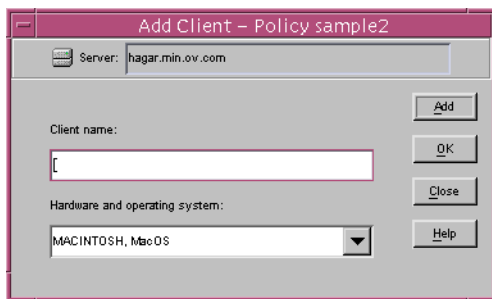 Add Client – Policy sample2
Server: hagar.min.ov.com
Add
Client name:
OK
[
Close
Hardware and operating system:
Help
MACINTOSH, MacOS